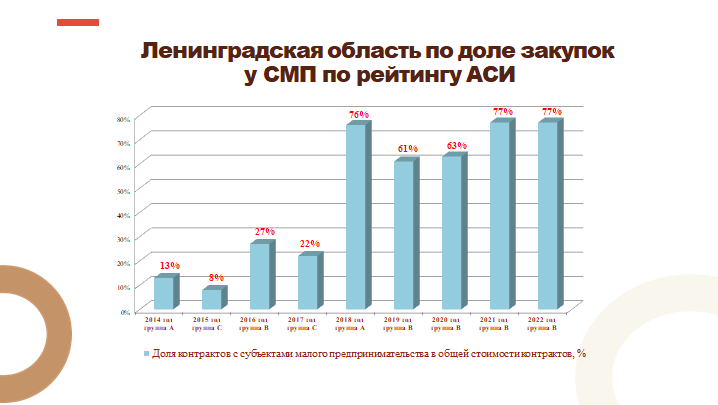 Ленинградская область по доле закупок
у СМП по рейтингу АСИ
80%
70%
60%
50%
40%
30%
20%
10%
0%
13%
8%
27%
22%
76%
61%
63%
77%
77%
2014 год
группа A
2015 год
группа C
2016 год
группа B
2017 год
группа C
2018 год
группа A
2019 год
группа B
2020 год
группа B
2021 год
группа B
2022 год
группа B
Доля контрактов с субъектами малого предпринимательства в общей стоимости контрактов, %